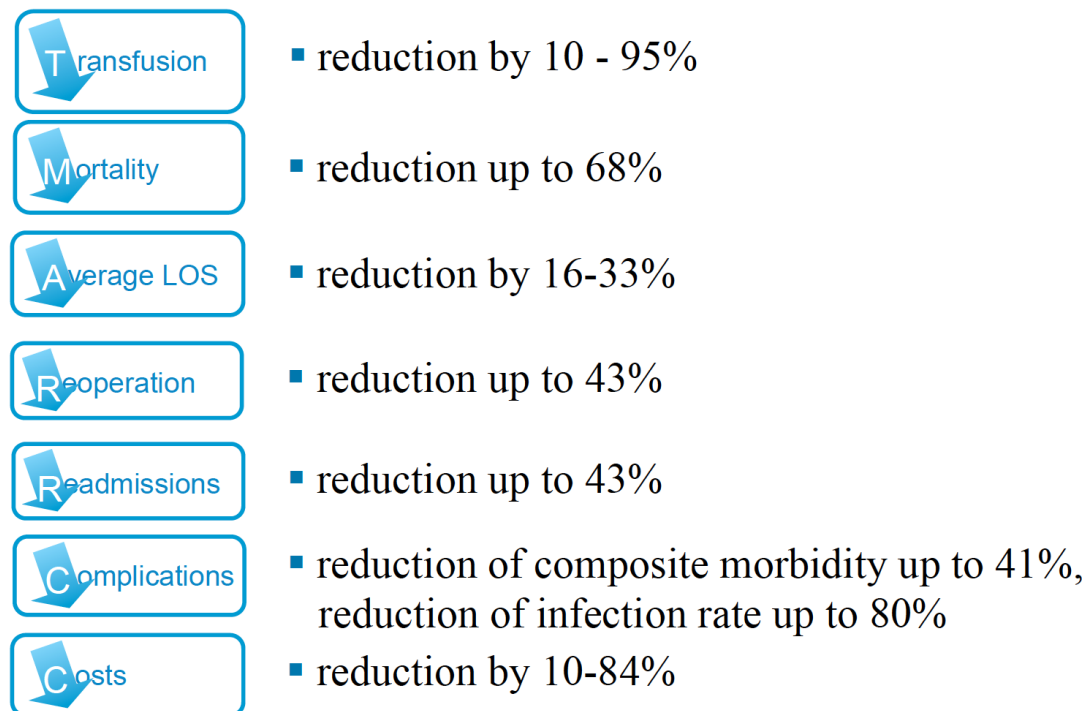 Transfusion
▪ reduction by 10 - 95%
Mortality
▪ reduction up to 68%
Average LOS
▪ reduction by 16-33%
Reoperation
▪ reduction up to 43%
Readmissions
▪ reduction up to 43%
Complications
▪ reduction of composite morbidity up to 41%,
reduction of infection rate up to 80%
Costs
▪ reduction by 10-84%